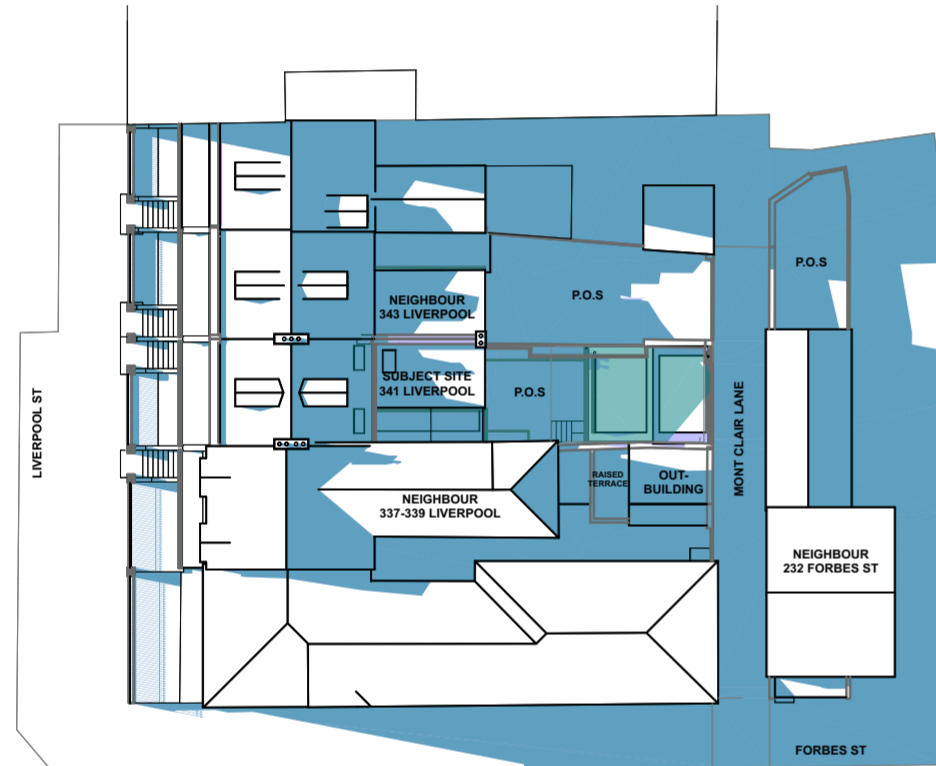 LIVERPOOL ST
NEIGHBOUR
343 LIVERPOOL
P.O.S
P.O.S
SUBJECT SITE
341 LIVERPOOL
P.O.S
MONT CLAIR LANE
NEIGHBOUR
337-339 LIVERPOOL
RAISED
TERRACE
OUT-
BUILDING
NEIGHBOUR
232 FORBES ST
FORBES ST